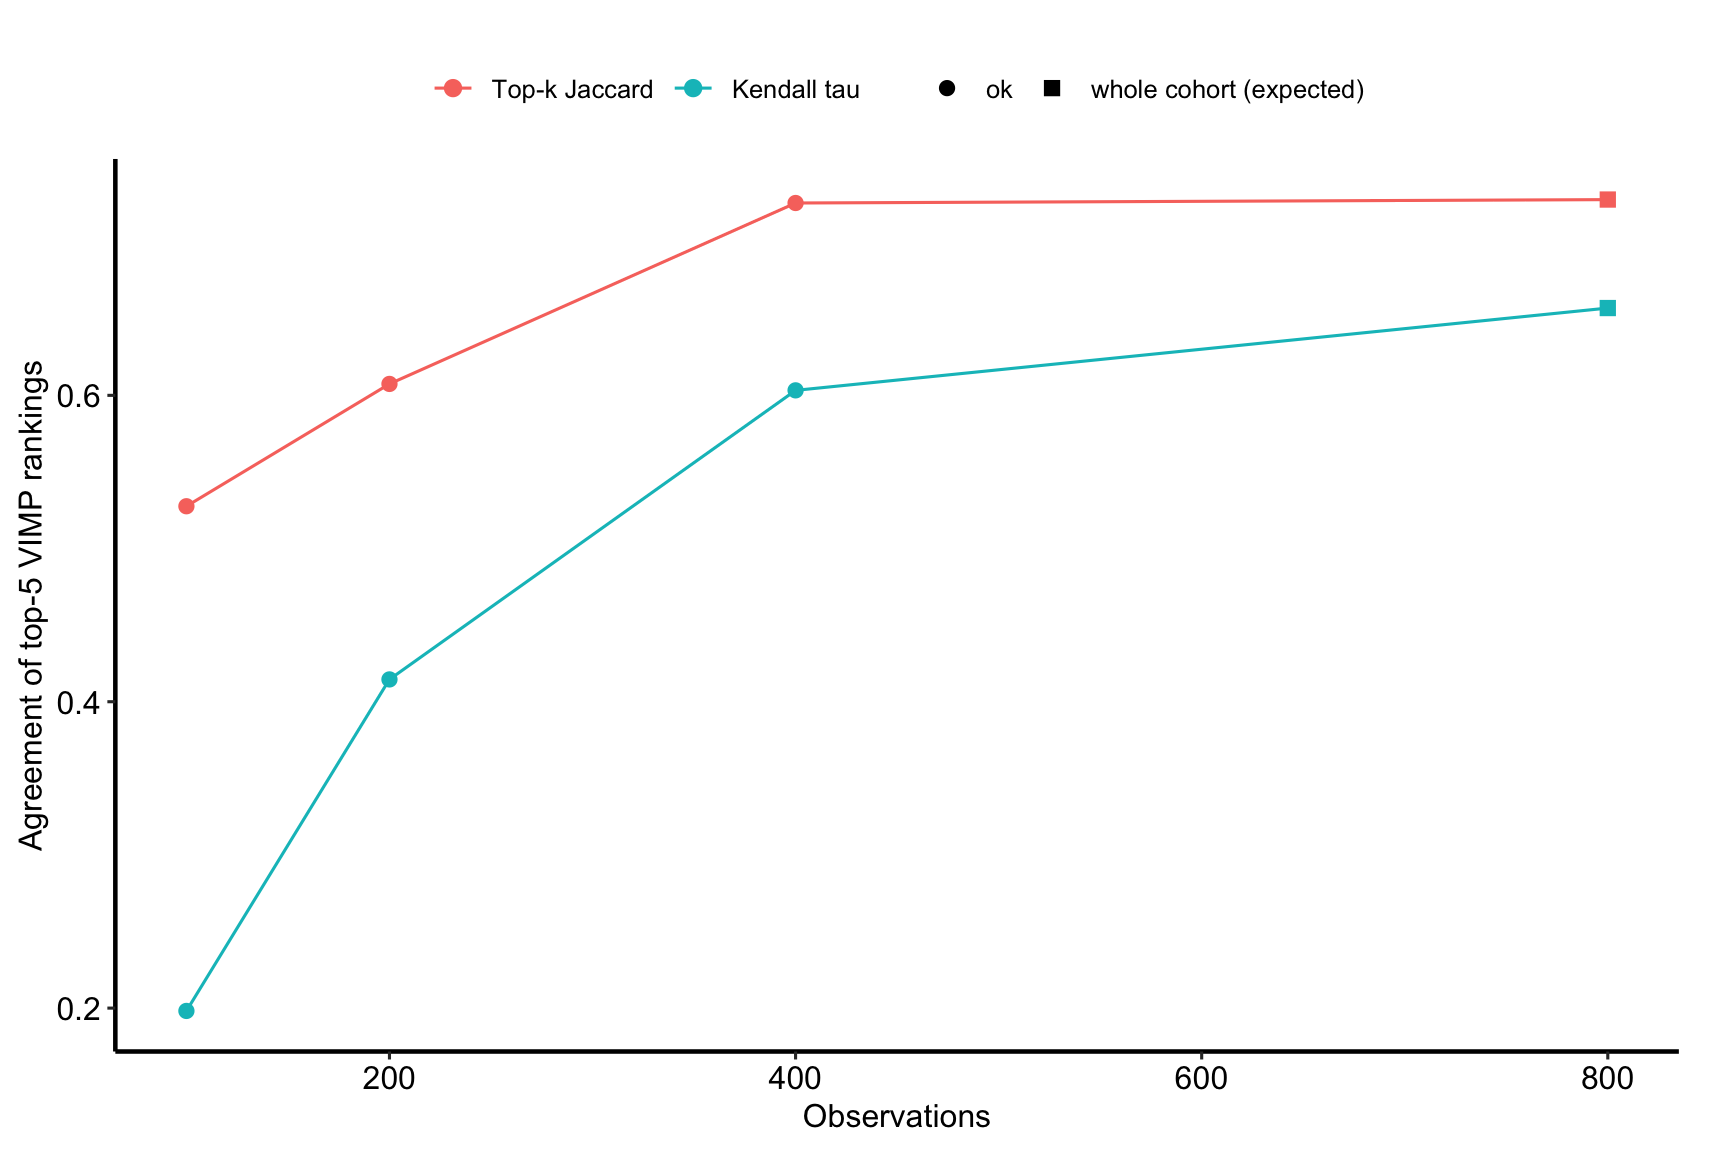 Top-k Jaccard Kendall tau ok whole cohort (expected)
Agreement of top-5 VIMP rankings
0.6
0.4
0.2
200 400 600 800
Observations